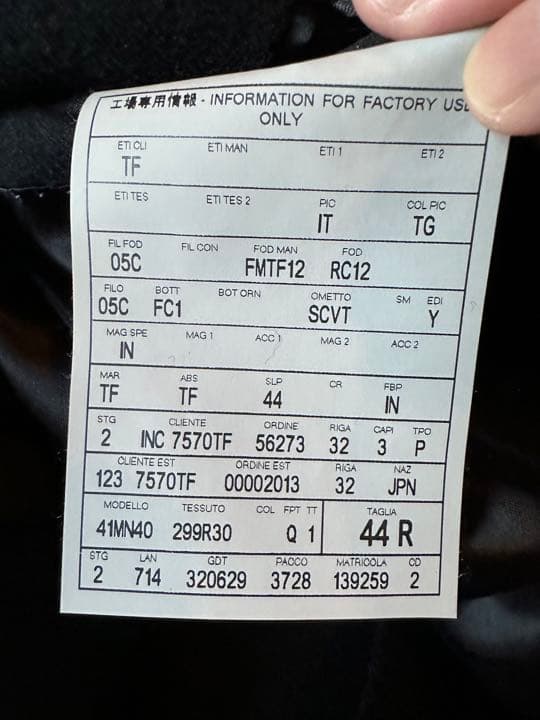 工場専用情報 - INFORMATION FOR FACTORY USE
ONLY
ETI CLI ETI MAN ETI 1 ETI 2
TF
ETI TES ETI TES 2 PIC COL PIC
IT TG
FIL FOD FIL CON FOD MAN FOD
05C FMTF12 RC12
FILO BOTT BOT ORN OMETTO SM EDI
05C FC1 SCVT Y
MAG SPE MAG 1 ACC 1 MAG 2 ACC 2
IN
MAR ABS SLP CR FBP
TF TF 44 IN
STG CLIENTE ORDINE RIGA CAPI TPO
2 INC 7570TF 56273 32 3 P
CLIENTE EST ORDINE EST RIGA NAZ
123 7570TF 00002013 32 JPN
MODELLO TESSUTO COL FPT TT TAGLIA
41MN40 299R30 Q 1 44 R
STG LAN GDT PACCO MATRICOLA CD
2 714 320629 3728 139259 2